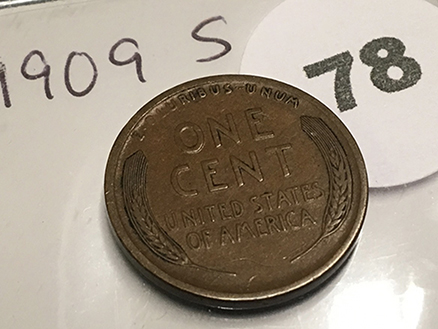 1909 S
78
E PLURIBUS·UNUM
ONE
CENT
UNITED STATES
OF AMERICA